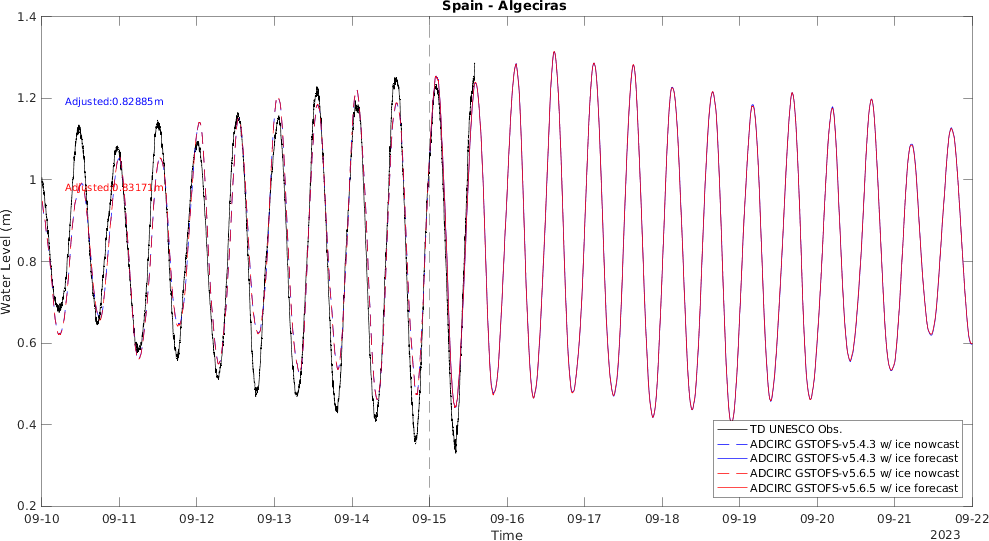 Spain - Algeciras
1.4
1.2
1
0.8
0.6
0.4
0.2
Water Level (m)
Adjusted:0.82885m
Adjusted:0.83171m
TD UNESCO Obs.
ADCIRC GSTOFS-v5.4.3 w/ ice nowcast
ADCIRC GSTOFS-v5.4.3 w/ ice forecast
ADCIRC GSTOFS-v5.6.5 w/ ice nowcast
ADCIRC GSTOFS-v5.6.5 w/ ice forecast
09-10 09-11 09-12 09-13 09-14 09-15 09-16 09-17 09-18 09-19 09-20 09-21 09-22
Time
2023